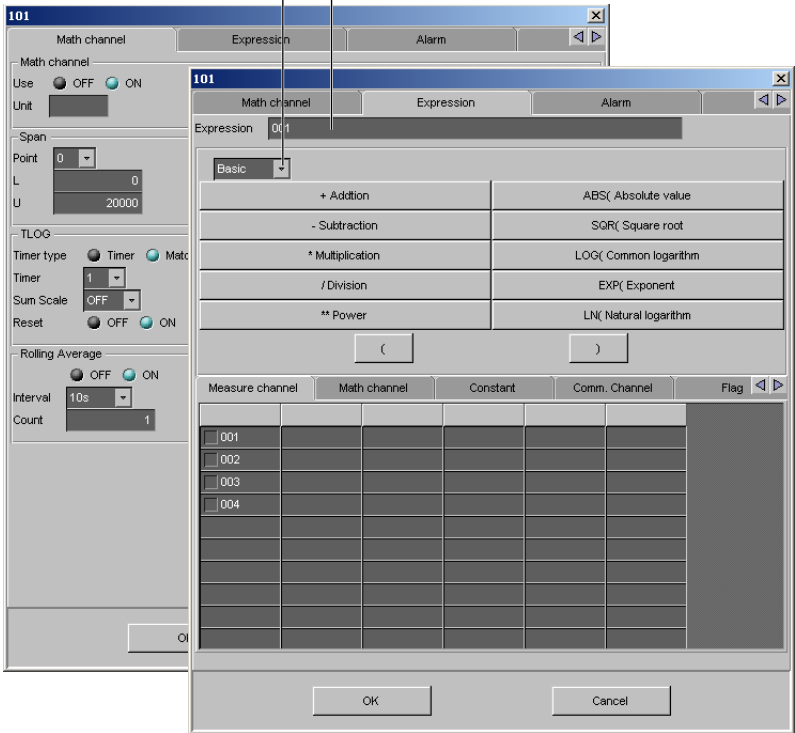 101
Math channel Expression Alarm
Math channel
Use OFF ON
Unit
Span
Point 0
L 0
U 20000
TLOG
Timer type Timer
Timer 1
Sum Scale OFF
Reset OFF ON
Rolling Average
OFF ON
Interval 10s
Count 1
101
Math channel Expression Alarm
Expression 001
Basic
+ Addtion ABS( Absolute value
- Subtraction SQR( Square root
* Multiplication LOG( Common logarithm
/ Division EXP( Exponent
** Power LN( Natural logarithm
( )
Measure channel Math channel Constant Comm. Channel Flag
001
002
003
004
OK Cancel